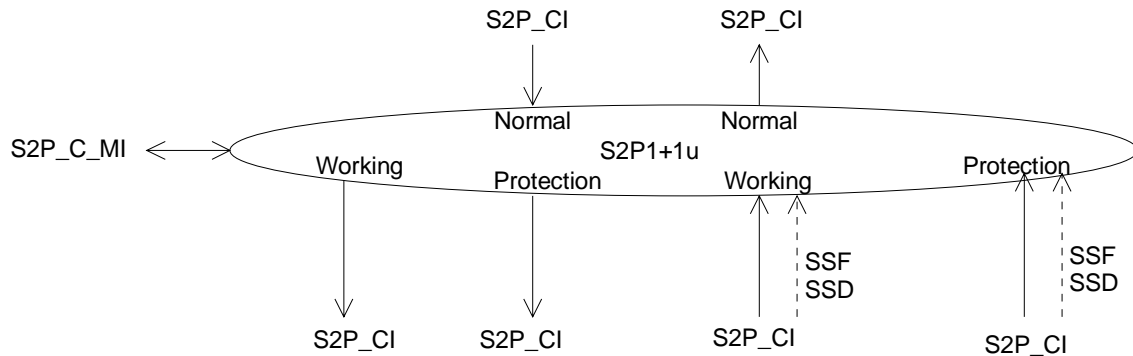 S2P_CI S2P_CI
Normal Normal
S2P_C_MI
S2P1+1u
Working Protection Working Protection
SSF SSF
SSD SSD
S2P_CI S2P_CI S2P_CI S2P_CI